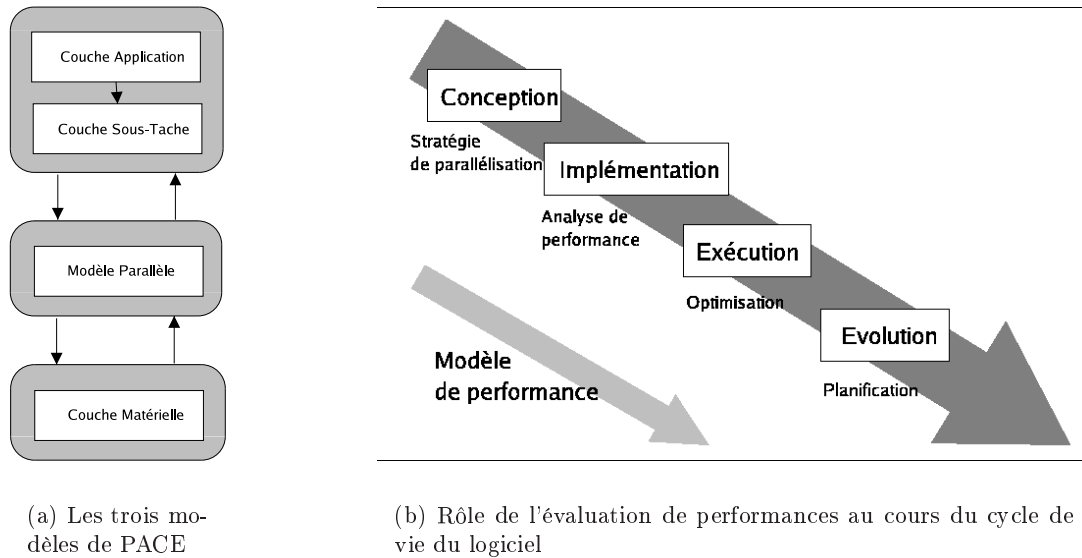 Couche Application
Couche Sous-Tache
Modèle Parallèle
Couche Matérielle
(a) Les trois mo-
dèles de PACE
Conception
Stratégie
de parallélisation
Implémentation
Analyse de
performance
Exécution
Optimisation
Evolution
Planification
Modèle
de performance
(b) Rôle de l'évaluation de performances au cours du cycle de
vie du logiciel